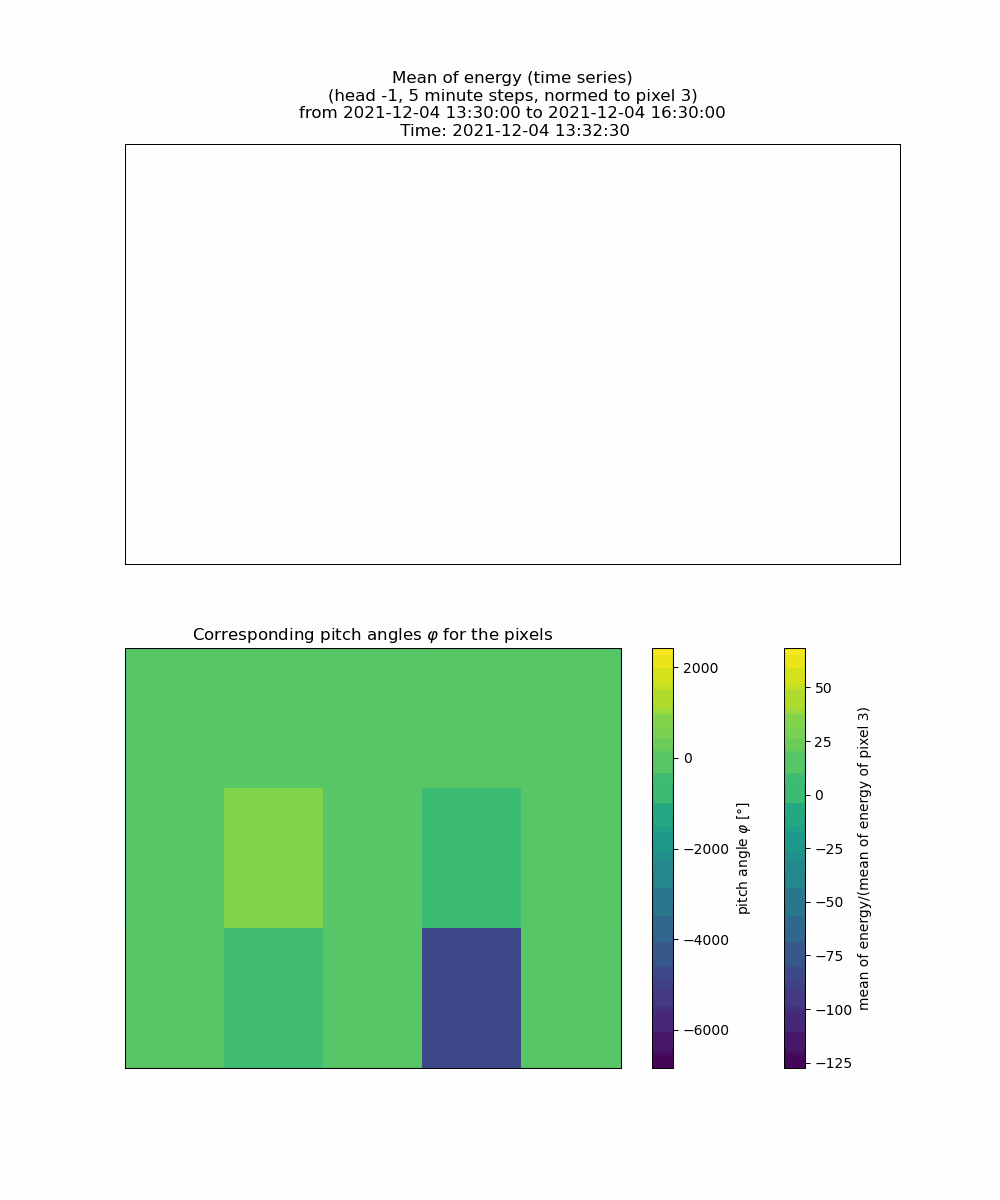 Mean of energy (time series)
(head -1, 5 minute steps, normed to pixel 3)
from 2021-12-04 13:30:00 to 2021-12-04 16:30:00
Time: 2021-12-04 13:32:30
Corresponding pitch angles φ for the pixels
2000
0
−2000
−4000
−6000
pitch angle φ [°]
50
25
0
−25
−50
−75
−100
−125
mean of energy/(mean of energy of pixel 3)